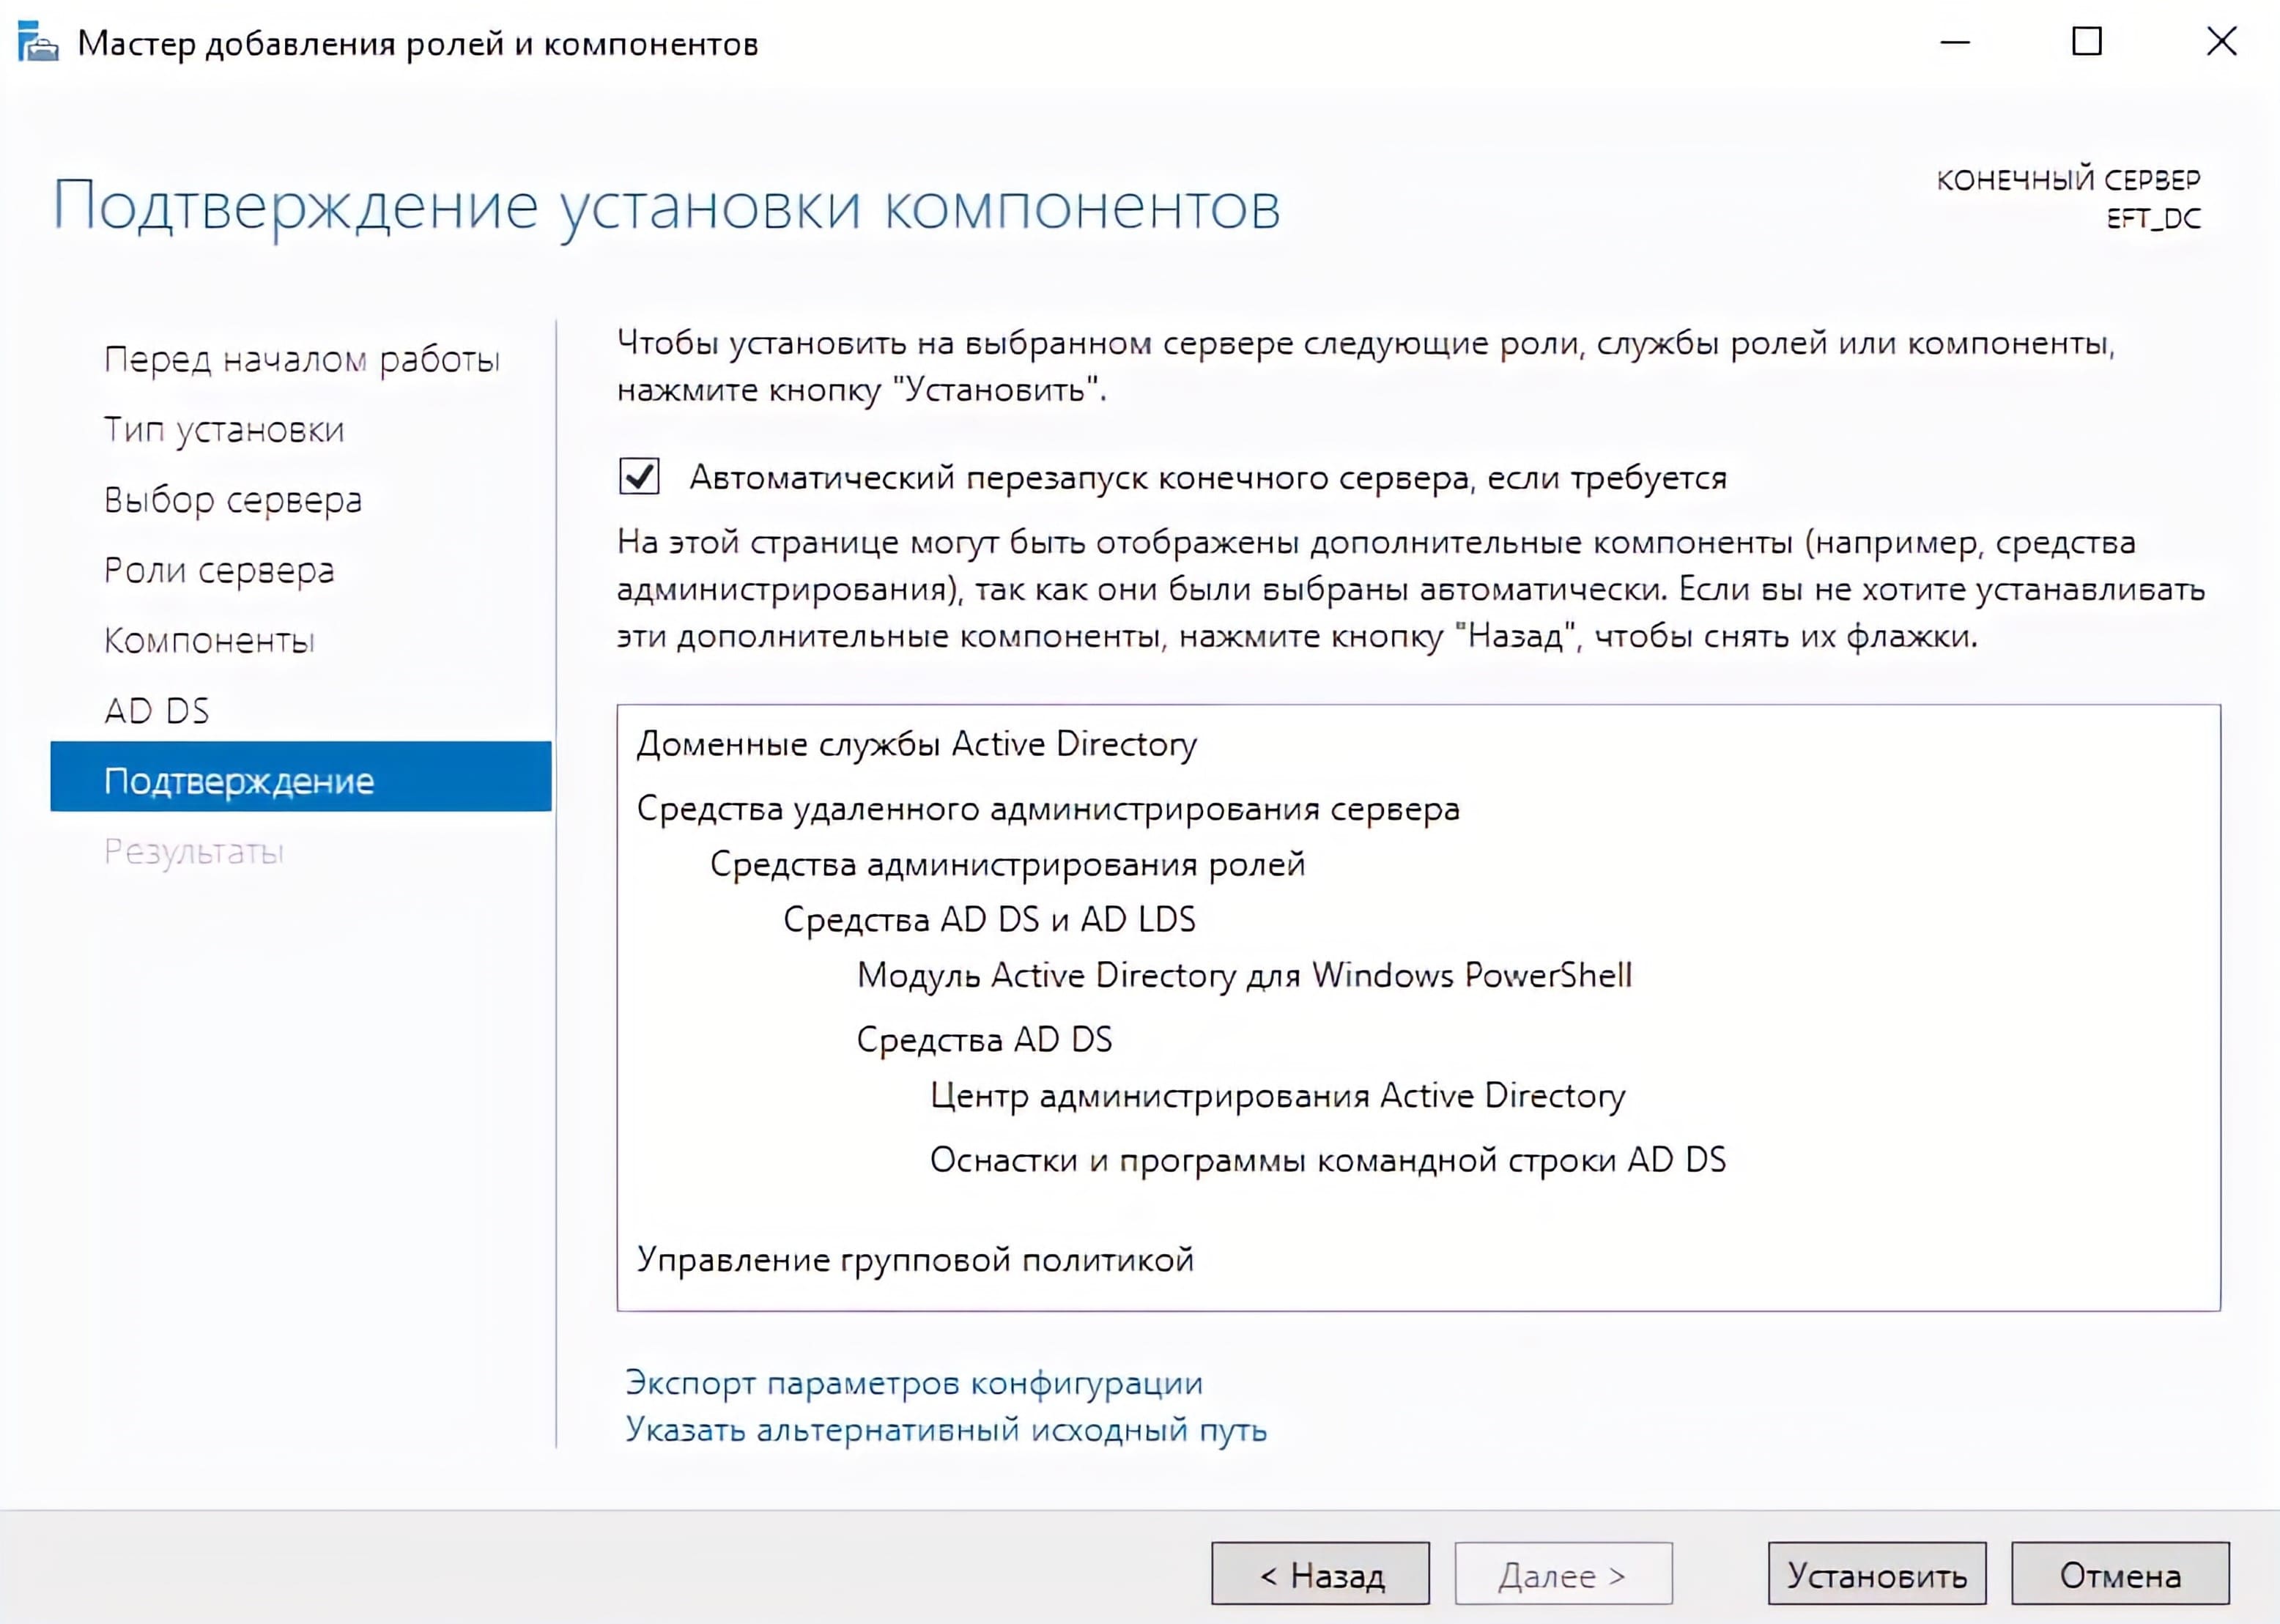 Мастер добавления ролей и компонентов
Подтверждение установки компонентов
КОНЕЧНЫЙ СЕРВЕР
EFT_DC
Перед началом работы
Тип установки
Выбор сервера
Роли сервера
Компоненты
AD DS
Подтверждение
Результаты
Чтобы установить на выбранном сервере следующие роли, службы ролей или компоненты,
нажмите кнопку "Установить".
Автоматический перезапуск конечного сервера, если требуется
На этой странице могут быть отображены дополнительные компоненты (например, средства
администрирования), так как они были выбраны автоматически. Если вы не хотите устанавливать
эти дополнительные компоненты, нажмите кнопку "Назад", чтобы снять их флажки.
Доменные службы Active Directory
Средства удаленного администрирования сервера
Средства администрирования ролей
Средства AD DS и AD LDS
Модуль Active Directory для Windows PowerShell
Средства AD DS
Центр администрирования Active Directory
Оснастки и программы командной строки AD DS
Управление групповой политикой
Экспорт параметров конфигурации
Указать альтернативный исходный путь
< Назад
Далее >
Установить
Отмена